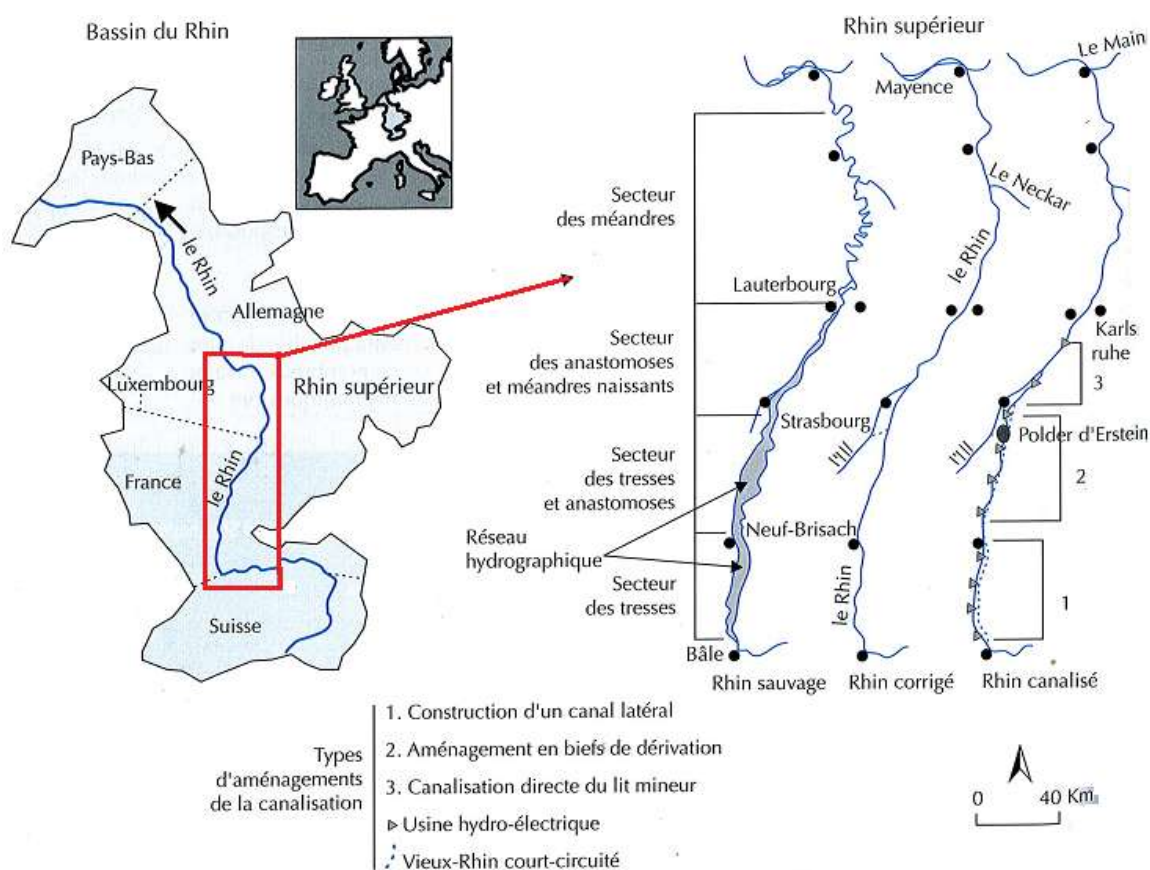 Bassin du Rhin
Pays-Bas
le Rhin
Allemagne
Luxembourg
Rhin supérieur
France
le Rhin
Suisse
Rhin supérieur
Le Main
Mayence
Secteur
des méandres
Le Neckar
le Rhin
Lauterbourg
Karls
ruhe
Secteur
des anastomoses
et méandres naissants
3
Strasbourg
l'Ill
l'Ill
Polder d'Erstein
Secteur
des tresses
et anastomoses
2
Réseau
hydrographique
Neuf-Brisach
Secteur
des tresses
le Rhin
1
Bâle
Rhin sauvage
Rhin corrigé
Rhin canalisé
Types
d'aménagements
de la canalisation
1. Construction d'un canal latéral
2. Aménagement en biefs de dérivation
3. Canalisation directe du lit mineur
Usine hydro-électrique
Vieux-Rhin court-circuité
0 40 Km